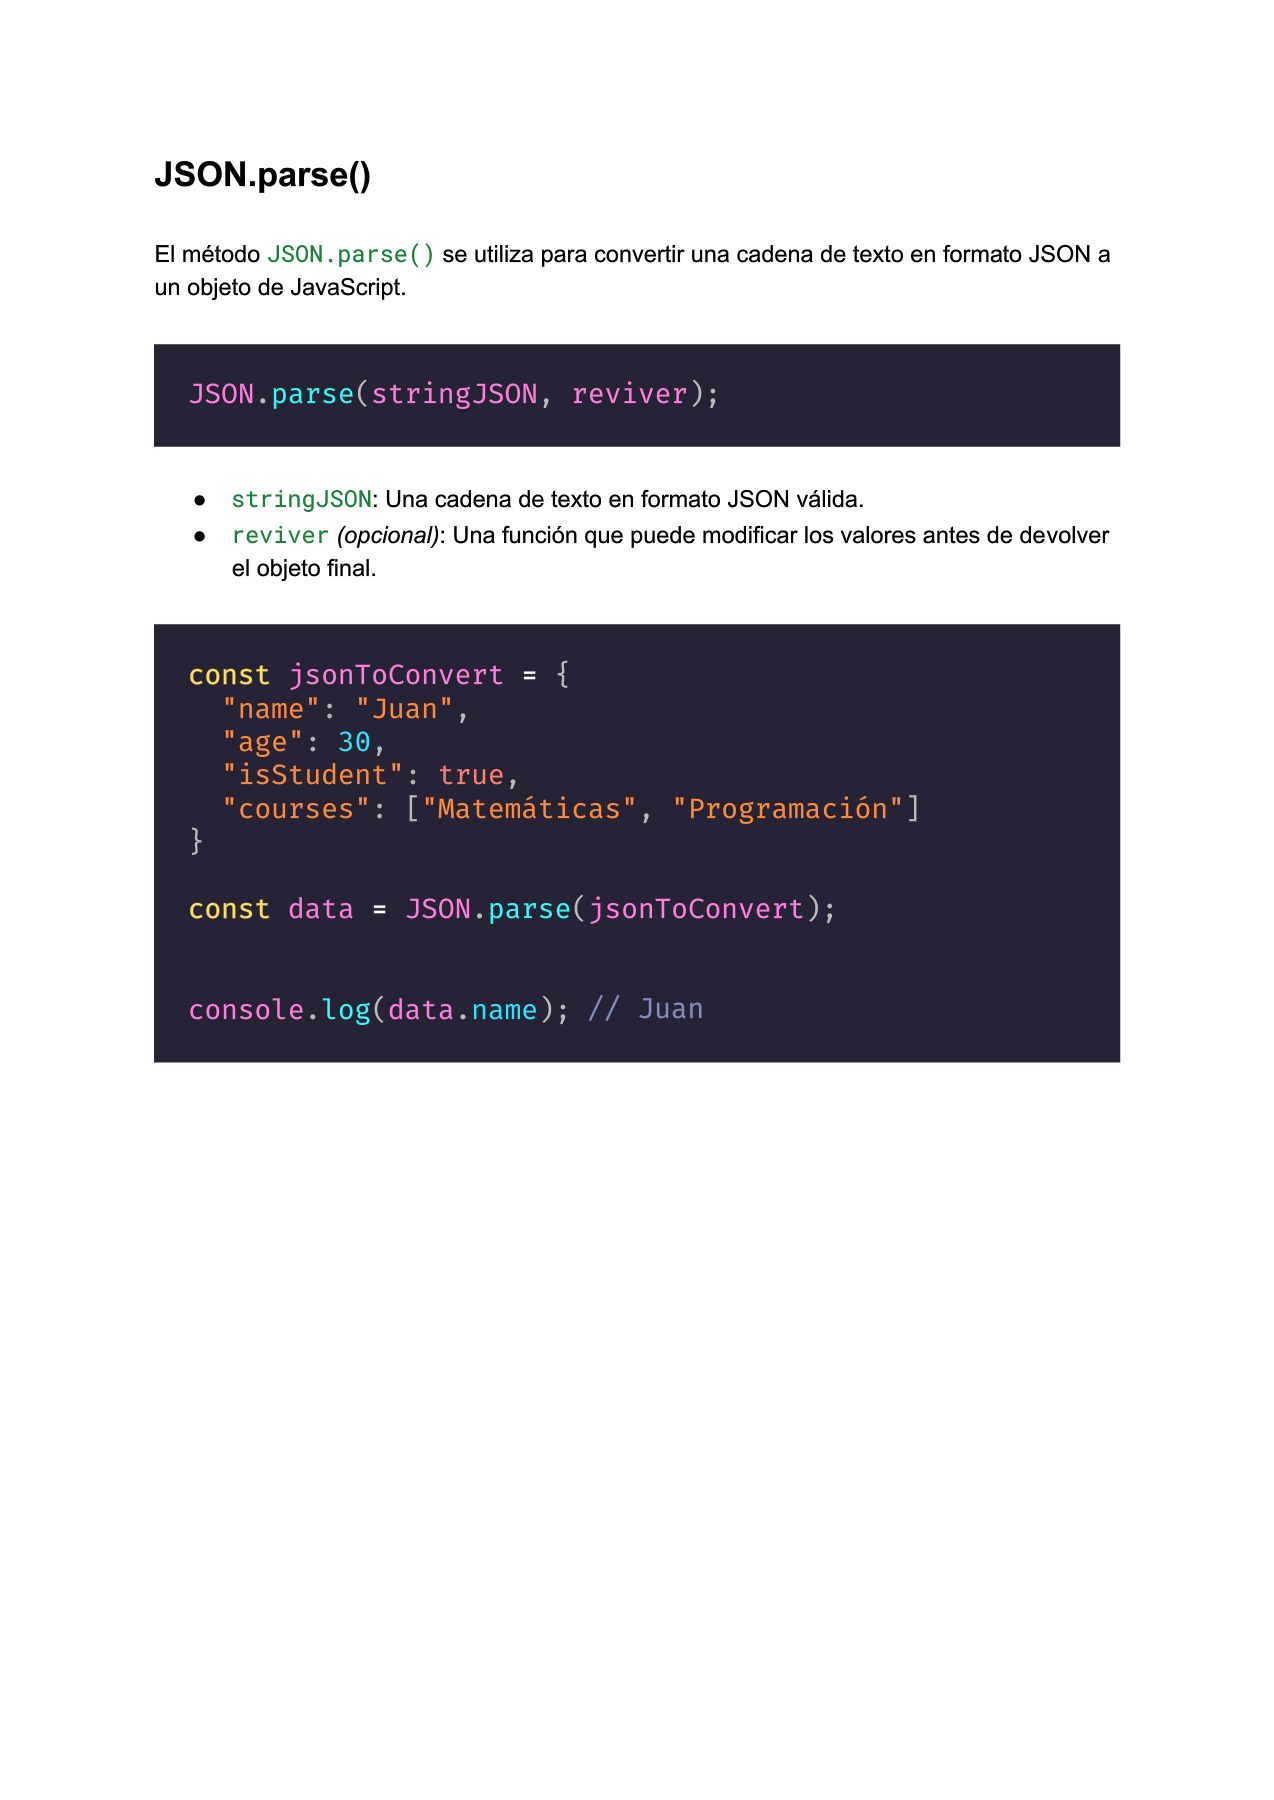 JSON.parse()
El método JSON.parse() se utiliza para convertir una cadena de texto en formato JSON a
un objeto de JavaScript.
JSON.parse(stringJSON, reviver);
● stringJSON: Una cadena de texto en formato JSON válida.
● reviver (opcional): Una función que puede modificar los valores antes de devolver
el objeto final.
const jsonToConvert = {
  "name": "Juan",
  "age": 30,
  "isStudent": true,
  "courses": ["Matemáticas", "Programación"]
}
const data = JSON.parse(jsonToConvert);
console.log(data.name); // Juan